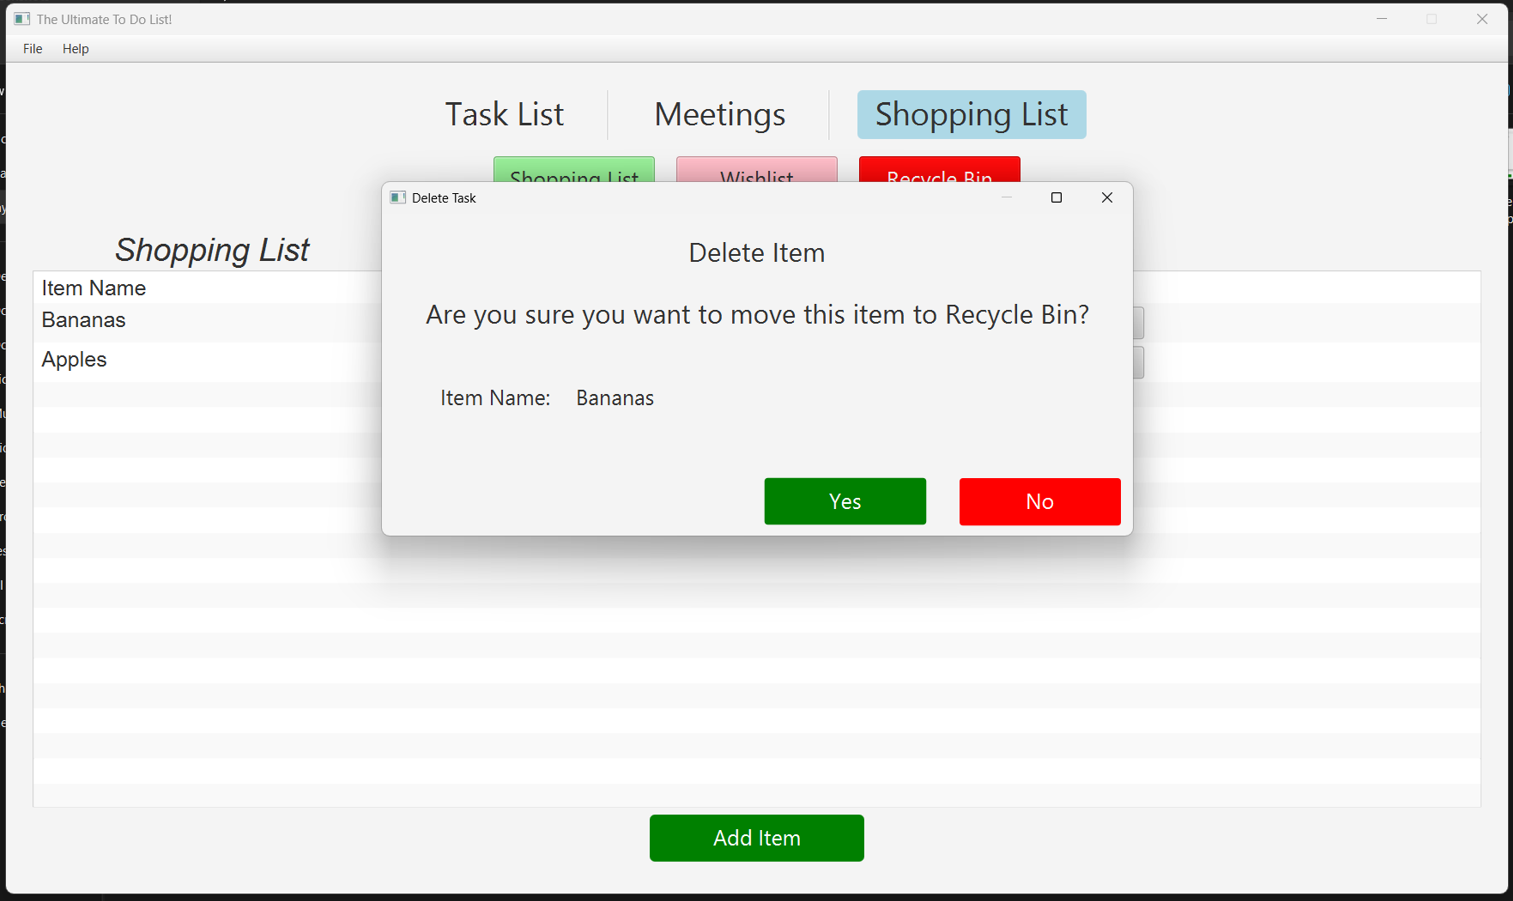 The Ultimate To Do List!
File Help
Task List Meetings Shopping List
Shopping List Wishlist Recycle Bin
Delete Task
Delete Item
Are you sure you want to move this item to Recycle Bin?
Item Name: Bananas
Yes No
Shopping List
Item Name
Bananas
Apples
Add Item